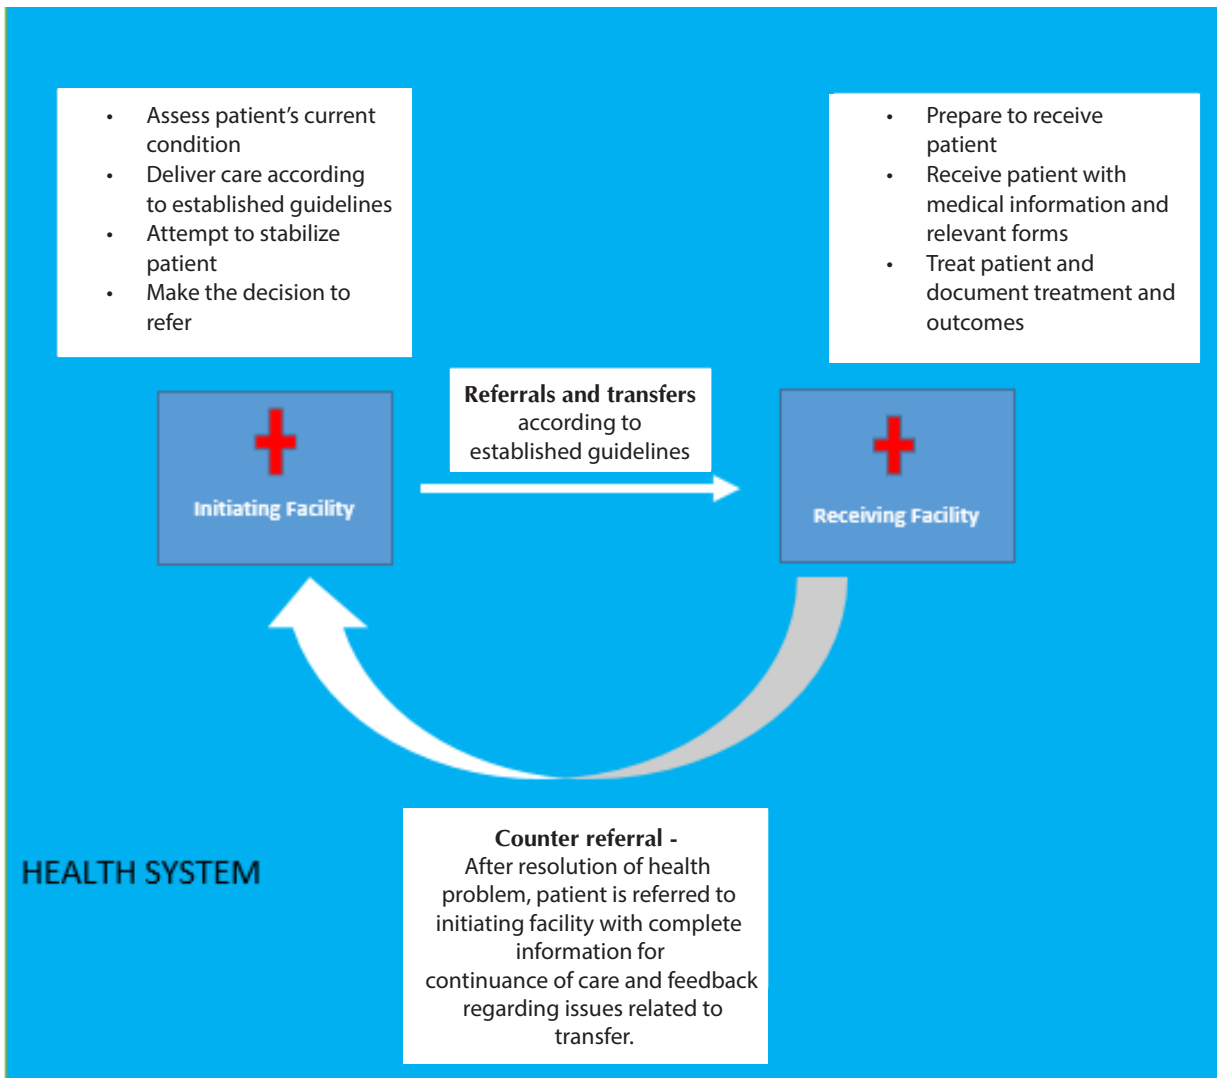 • Assess patient's current
condition
• Deliver care according
to established guidelines
• Attempt to stabilize
patient
• Make the decision to
refer
• Prepare to receive
patient
• Receive patient with
medical information and
relevant forms
• Treat patient and
document treatment and
outcomes
Referrals and transfers
according to
established guidelines
Initiating Facility
Receiving Facility
Counter referral -
After resolution of health
problem, patient is referred to
initiating facility with complete
information for
continuance of care and feedback
regarding issues related to
transfer.
HEALTH SYSTEM